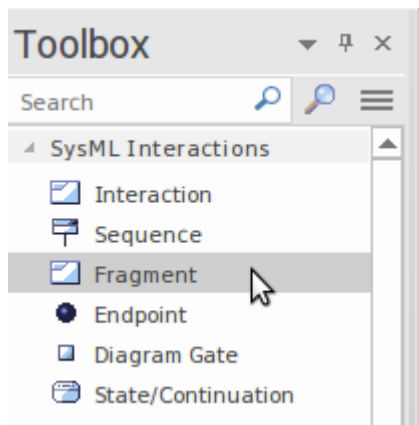 Toolbox
Search
SysML Interactions
Interaction
Sequence
Fragment
Endpoint
Diagram Gate
State/Continuation